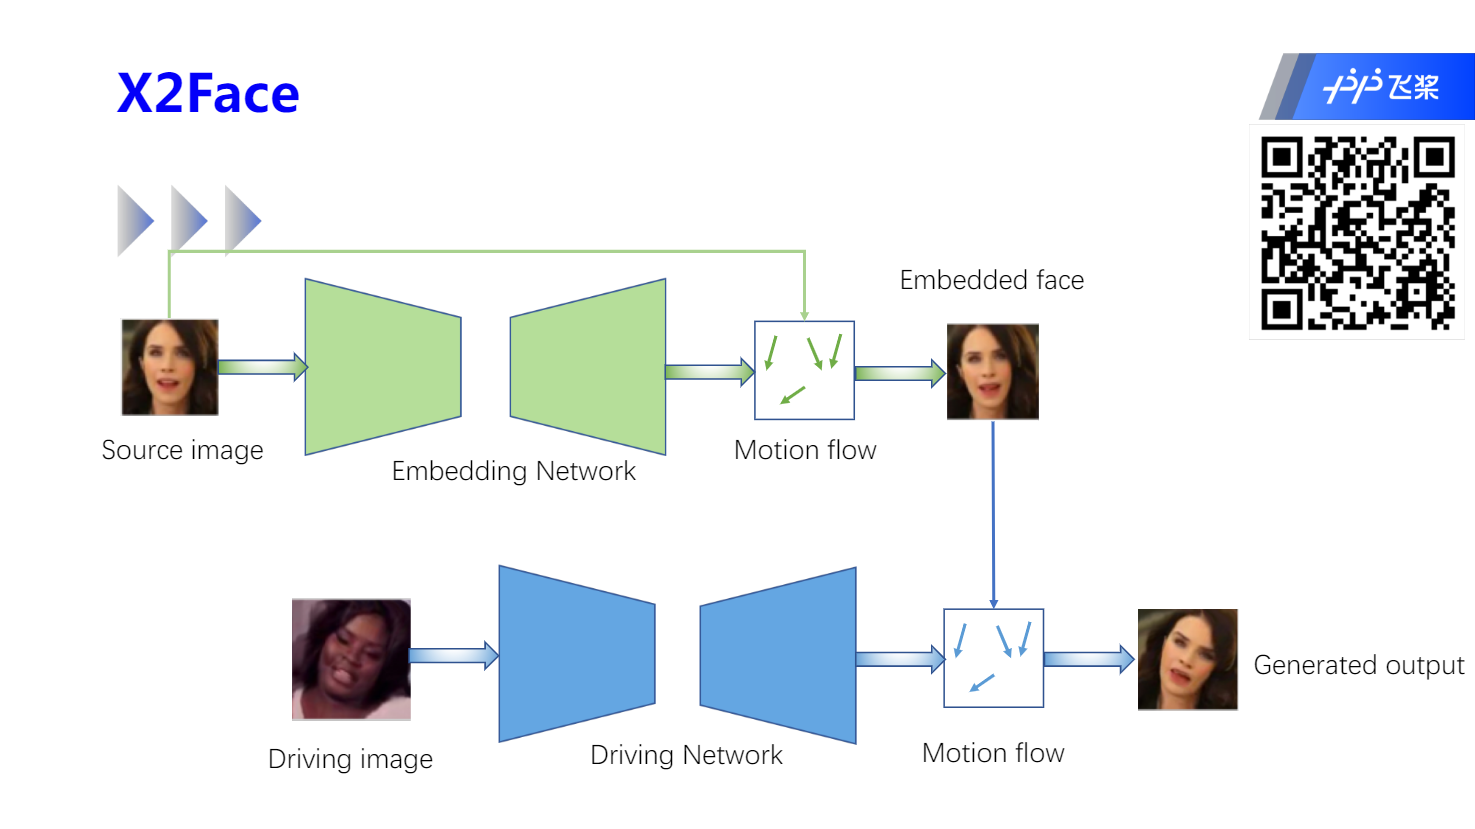 X2Face
飞桨
Embedded face
Source image
Embedding Network
Motion flow
Generated output
Driving image
Driving Network
Motion flow